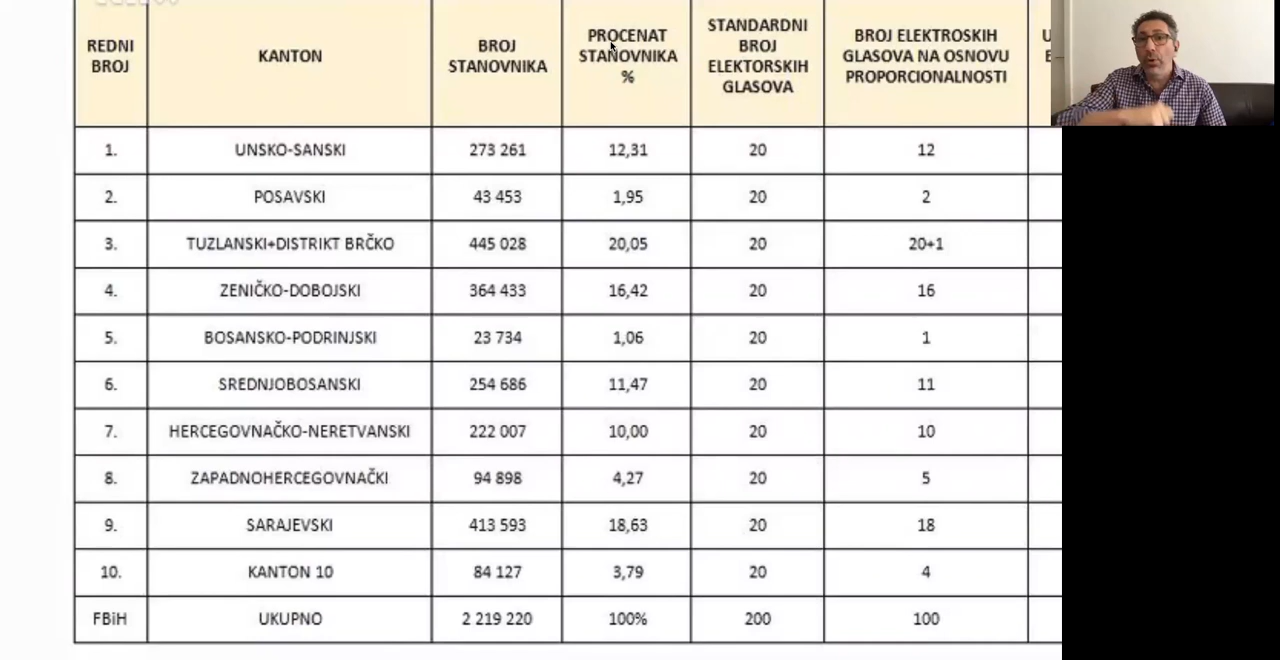 REDNI BROJ	KANTON	BROJ STANOVNIKA	PROCENAT STANOVNIKA %	STANDARDNI BROJ ELEKTORSKIH GLASOVA	BROJ ELEKTROSKIH GLASOVA NA OSNOVU PROPORCIONALNOSTI
1.	UNSKO-SANSKI	273 261	12,31	20	12
2.	POSAVSKI	43 453	1,95	20	2
3.	TUZLANSKI+DISTRIKT BRČKO	445 028	20,05	20	20+1
4.	ZENIČKO-DOBOJSKI	364 433	16,42	20	16
5.	BOSANSKO-PODRINJSKI	23 734	1,06	20	1
6.	SREDNJOBOSANSKI	254 686	11,47	20	11
7.	HERCEGOVNAČKO-NERETVANSKI	222 007	10,00	20	10
8.	ZAPADNOHERCEGOVNAČKI	94 898	4,27	20	5
9.	SARAJEVSKI	413 593	18,63	20	18
10.	KANTON 10	84 127	3,79	20	4
FBiH	UKUPNO	2 219 220	100%	200	100